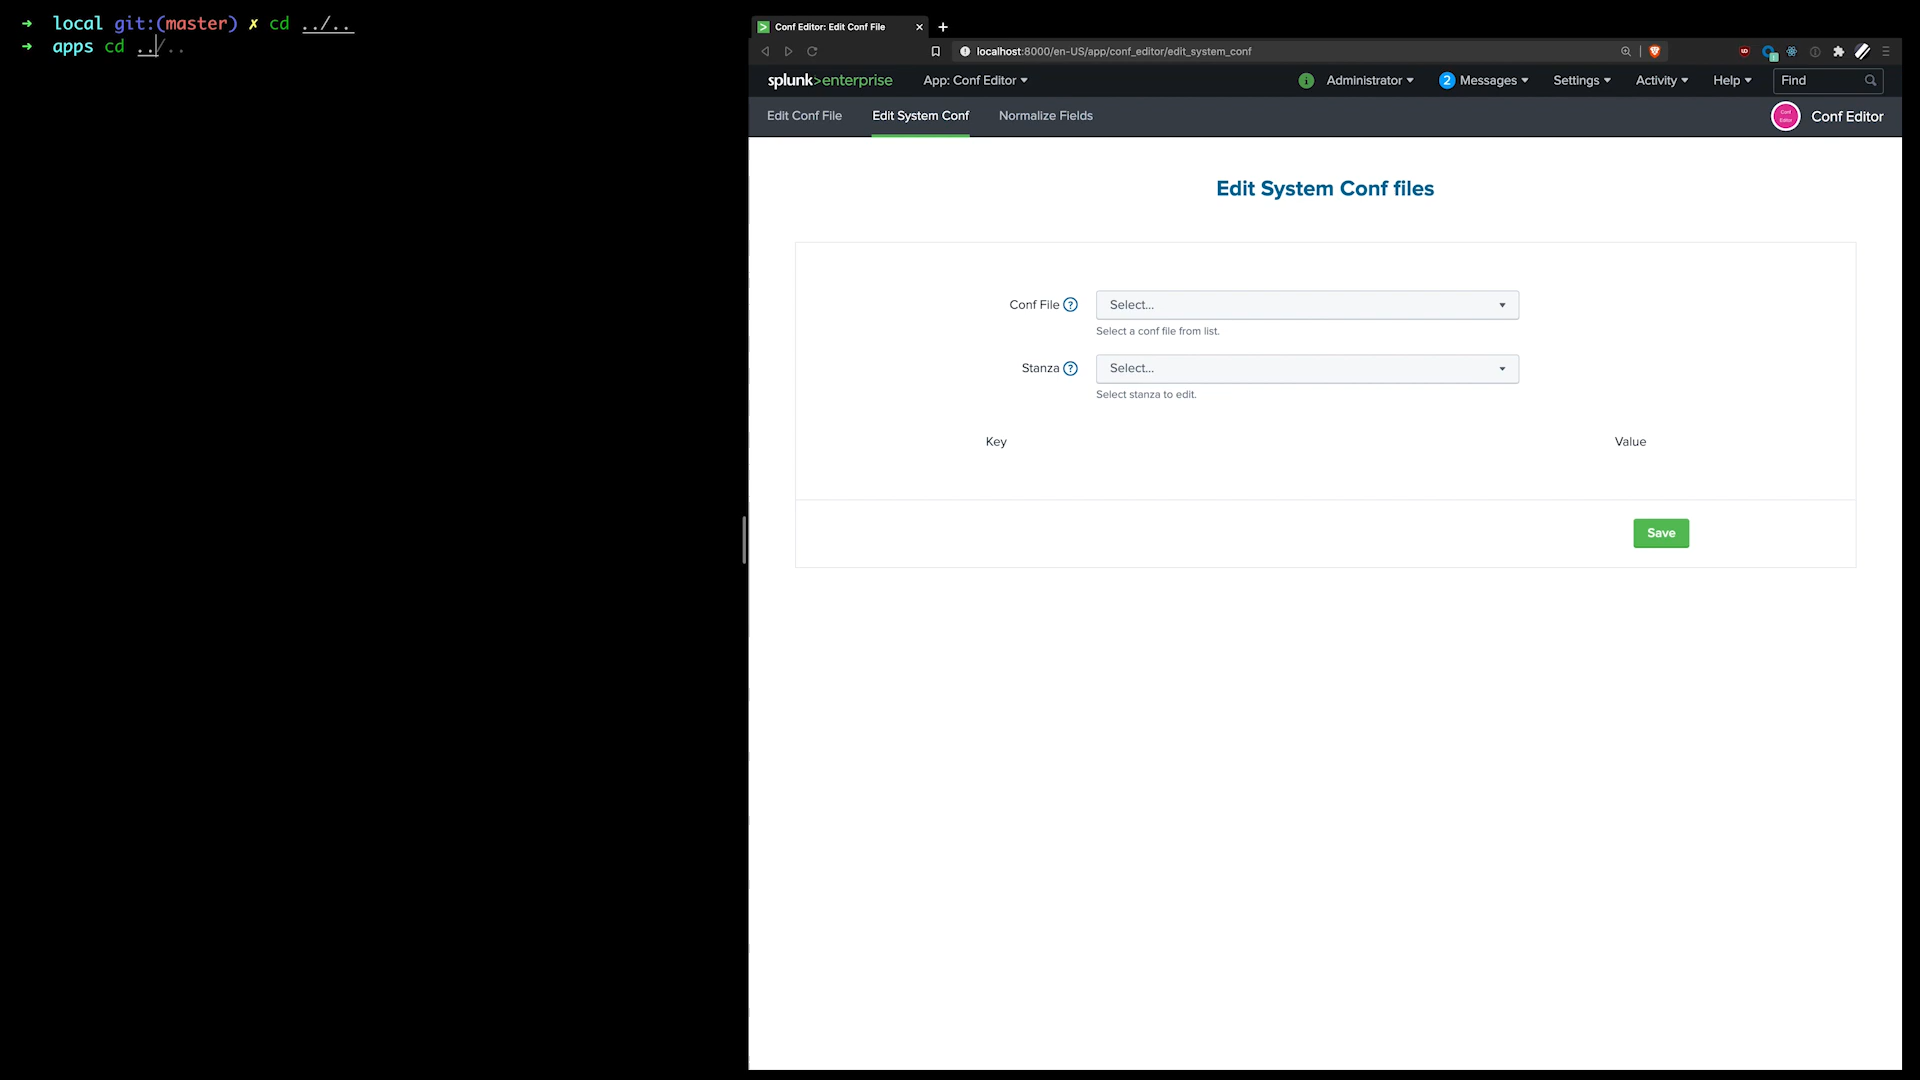 → local git:(master) ✗ cd ../..
→ apps cd ../..
Conf Editor: Edit Conf File
localhost:8000/en-US/app/conf_editor/edit_system_conf
splunk>enterprise App: Conf Editor
i Administrator 2 Messages Settings Activity Help Find
Edit Conf File Edit System Conf Normalize Fields Conf Editor
Edit System Conf files
Conf File ? Select...
Select a conf file from list.
Stanza ? Select...
Select stanza to edit.
Key Value
Save